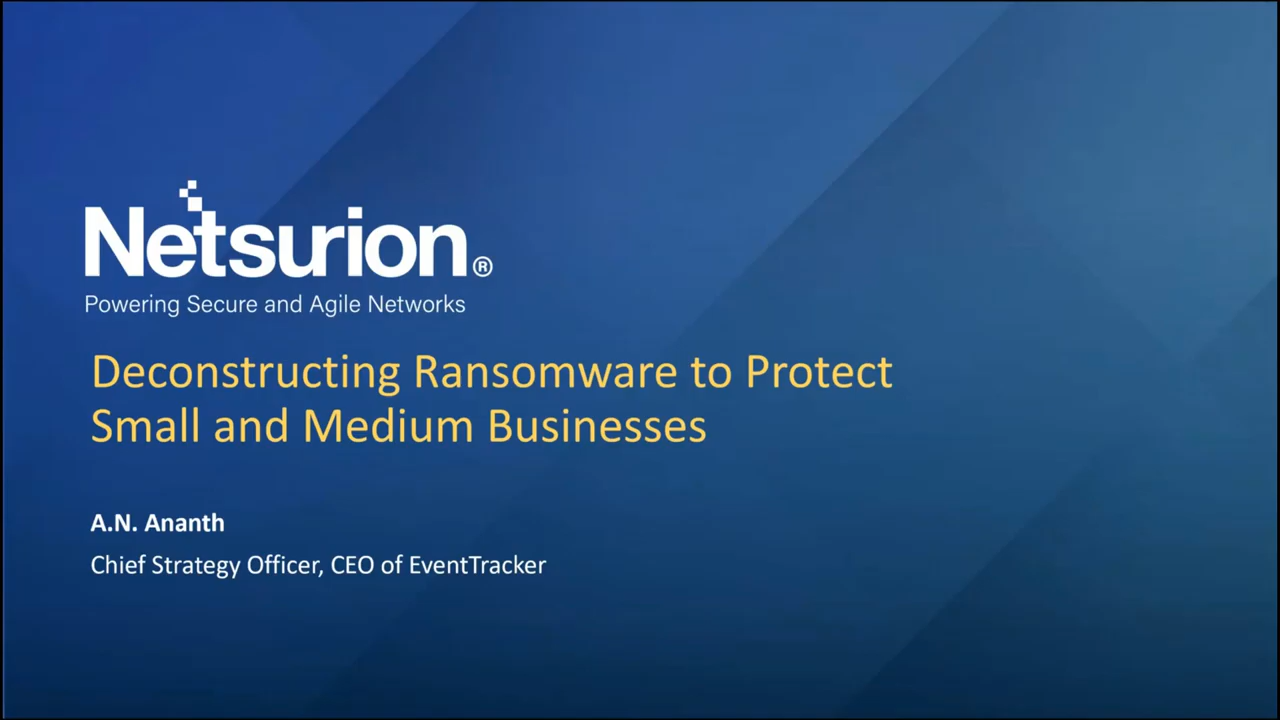 Netsurion®
Powering Secure and Agile Networks
Deconstructing Ransomware to Protect
Small and Medium Businesses
A.N. Ananth
Chief Strategy Officer, CEO of EventTracker